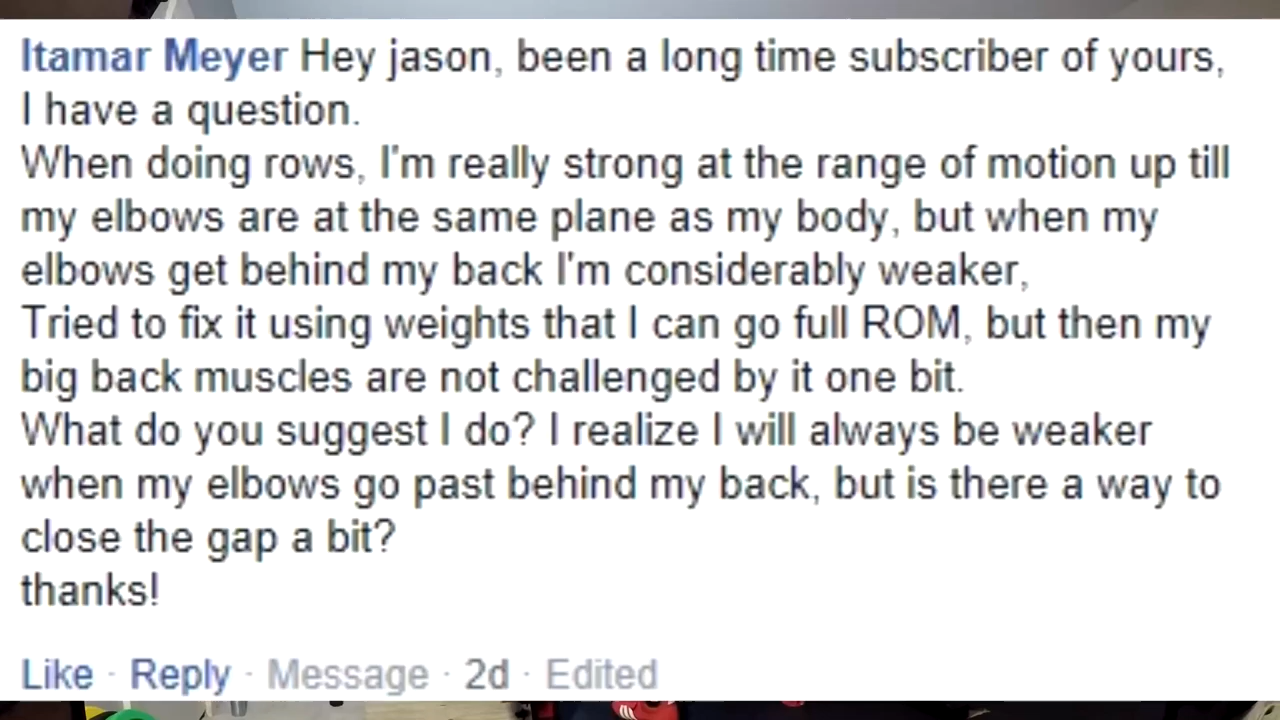 Itamar Meyer Hey jason, been a long time subscriber of yours,
I have a question.
When doing rows, I'm really strong at the range of motion up till
my elbows are at the same plane as my body, but when my
elbows get behind my back I'm considerably weaker,
Tried to fix it using weights that I can go full ROM, but then my
big back muscles are not challenged by it one bit.
What do you suggest I do? I realize I will always be weaker
when my elbows go past behind my back, but is there a way to
close the gap a bit?
thanks!
Like · Reply · Message · 2d · Edited